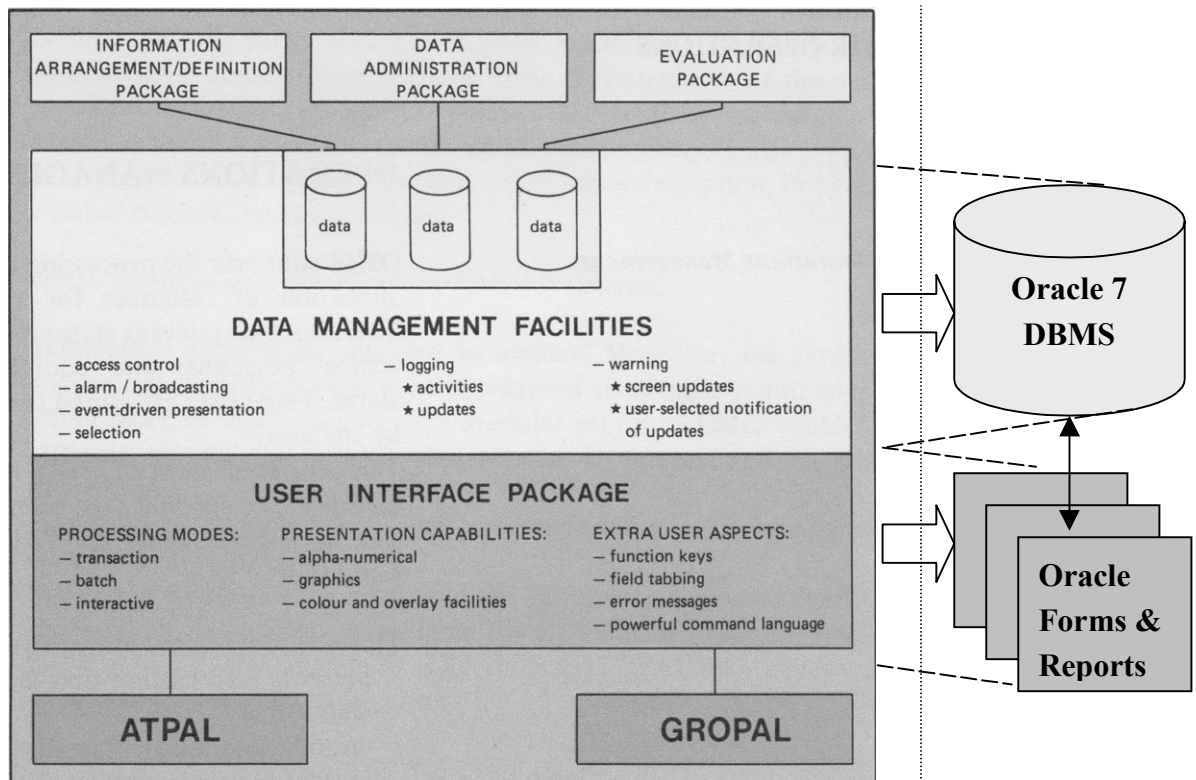 INFORMATION
ARRANGEMENT/DEFINITION
PACKAGE
DATA
ADMINISTRATION
PACKAGE
EVALUATION
PACKAGE
data
data
data
DATA MANAGEMENT FACILITIES
– access control
– alarm / broadcasting
– event-driven presentation
– selection
– logging
★ activities
★ updates
– warning
★ screen updates
★ user-selected notification
of updates
USER INTERFACE PACKAGE
PROCESSING MODES:
– transaction
– batch
– interactive
PRESENTATION CAPABILITIES:
– alpha-numerical
– graphics
– colour and overlay facilities
EXTRA USER ASPECTS:
– function keys
– field tabbing
– error messages
– powerful command language
ATPAL
GROPAL
Oracle 7
DBMS
Oracle
Forms &
Reports